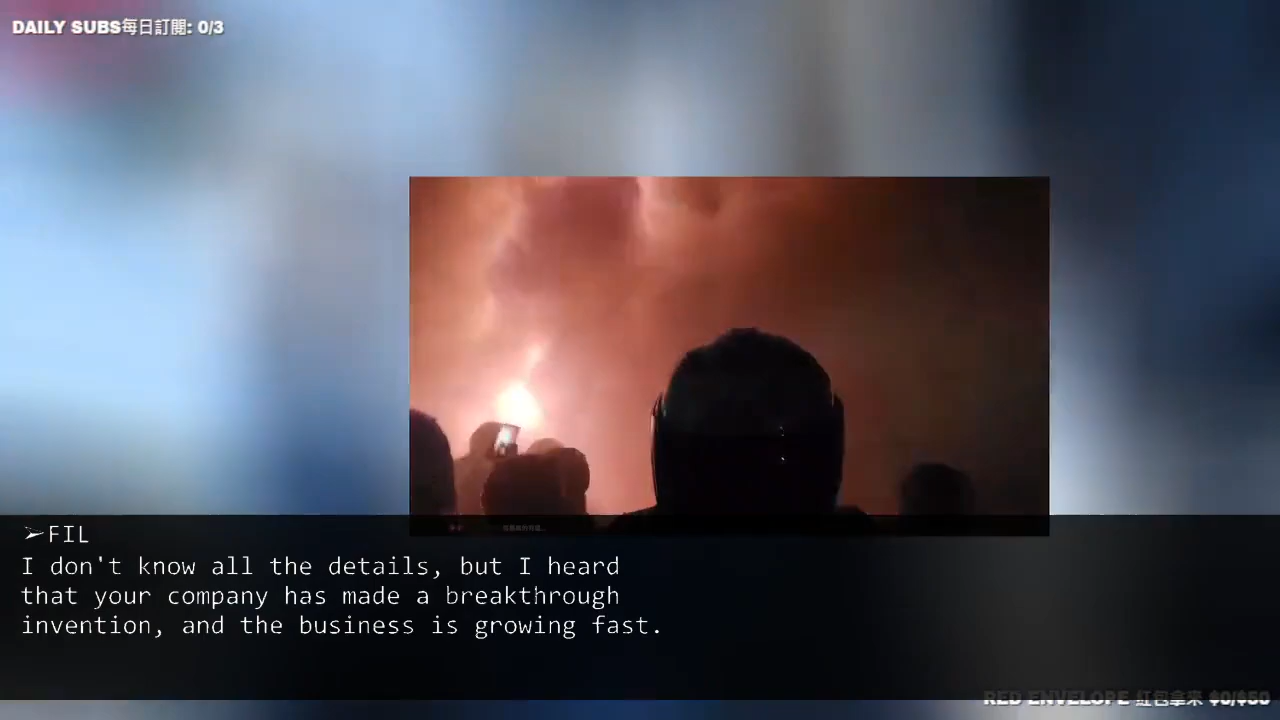 DAILY SUBS每日訂閱: 0/3
➢FIL
I don't know all the details, but I heard
that your company has made a breakthrough
invention, and the business is growing fast.
RED ENVELOPE 紅包拿來 $0/$50